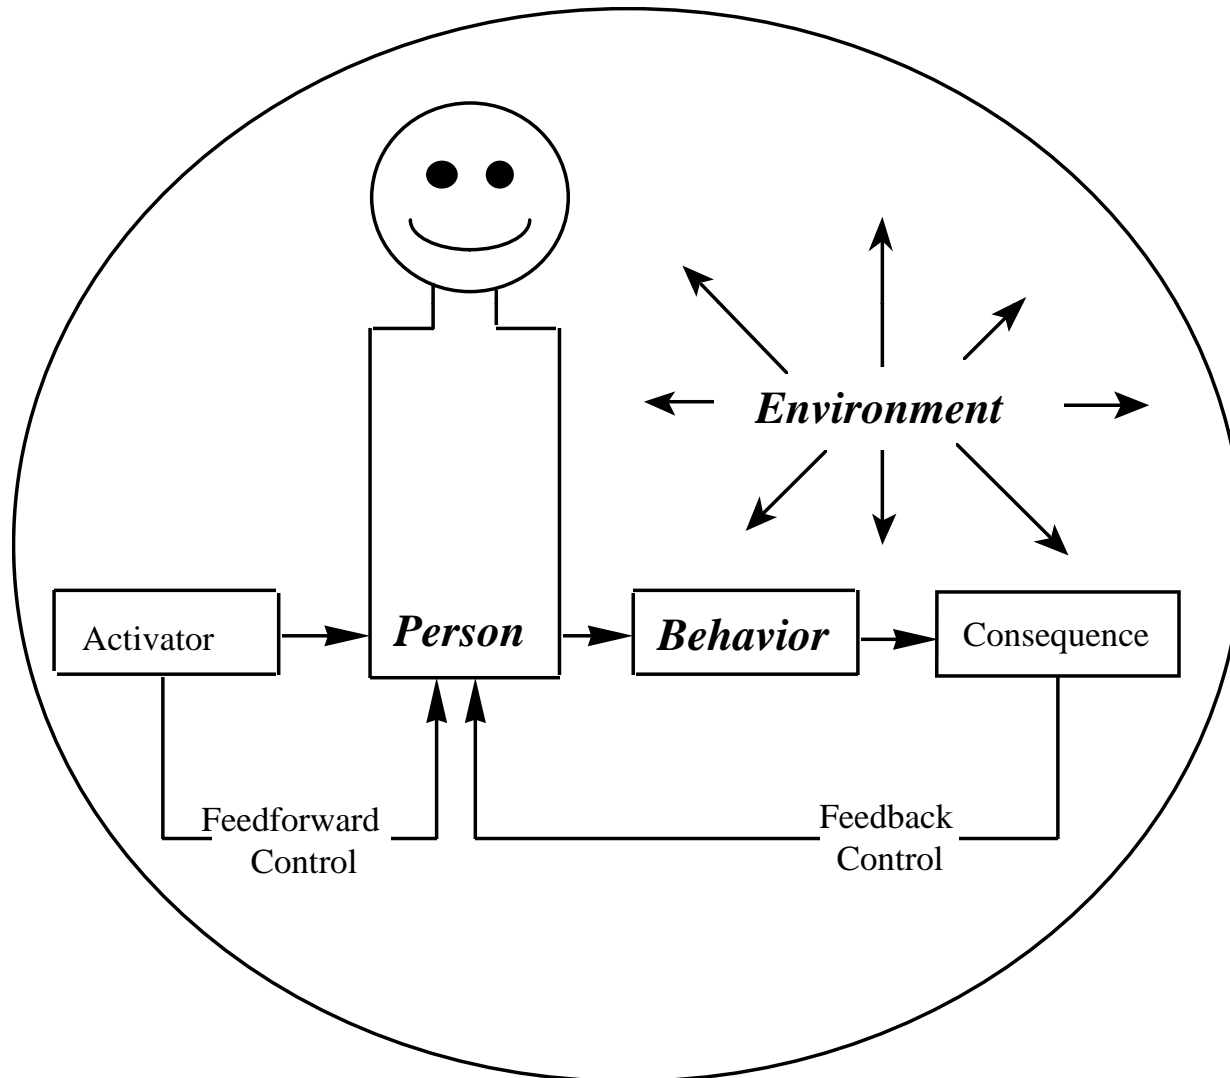 Environment
Activator
Person
Behavior
Consequence
Feedforward
Control
Feedback
Control